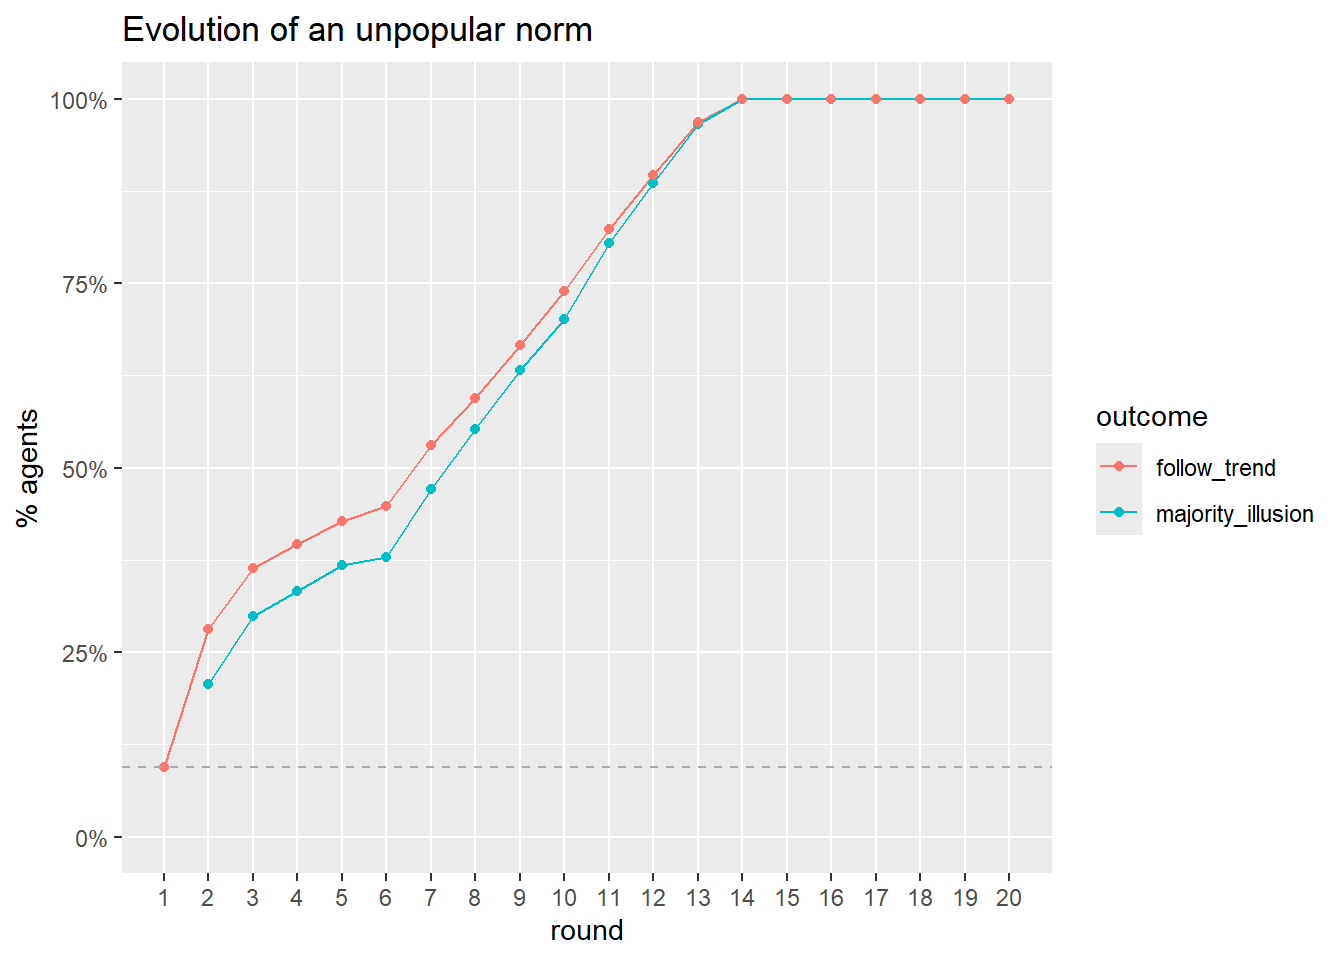 Evolution of an unpopular norm
100%
75%
50%
25%
0%
% agents
1 2 3 4 5 6 7 8 9 10 11 12 13 14 15 16 17 18 19 20
round
outcome
follow_trend
majority_illusion